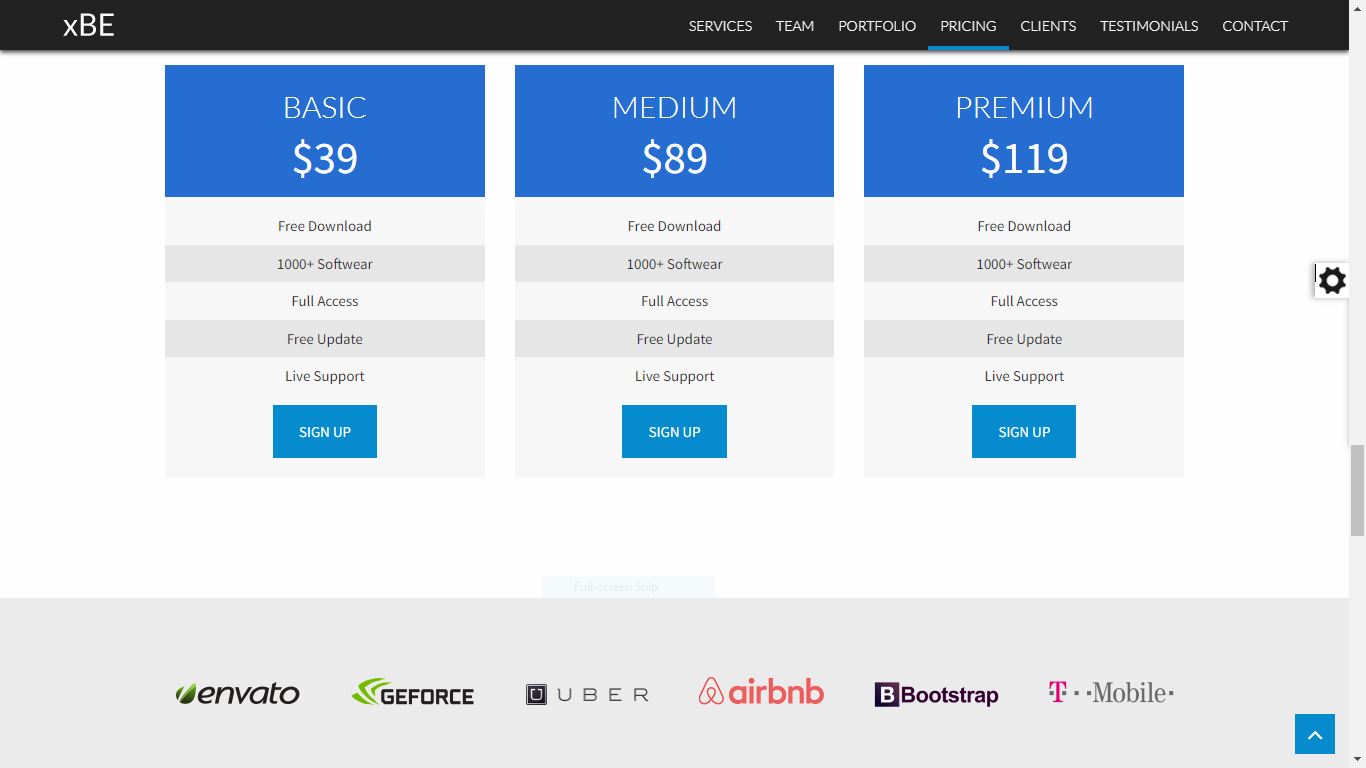 xBE SERVICES TEAM PORTFOLIO PRICING CLIENTS TESTIMONIALS CONTACT
BASIC
$39
Free Download
1000+ Softwear
Full Access
Free Update
Live Support
SIGN UP
MEDIUM
$89
Free Download
1000+ Softwear
Full Access
Free Update
Live Support
SIGN UP
PREMIUM
$119
Free Download
1000+ Softwear
Full Access
Free Update
Live Support
SIGN UP
Full-screen Snip
envato GEFORCE UBER airbnb B Bootstrap T··Mobile·